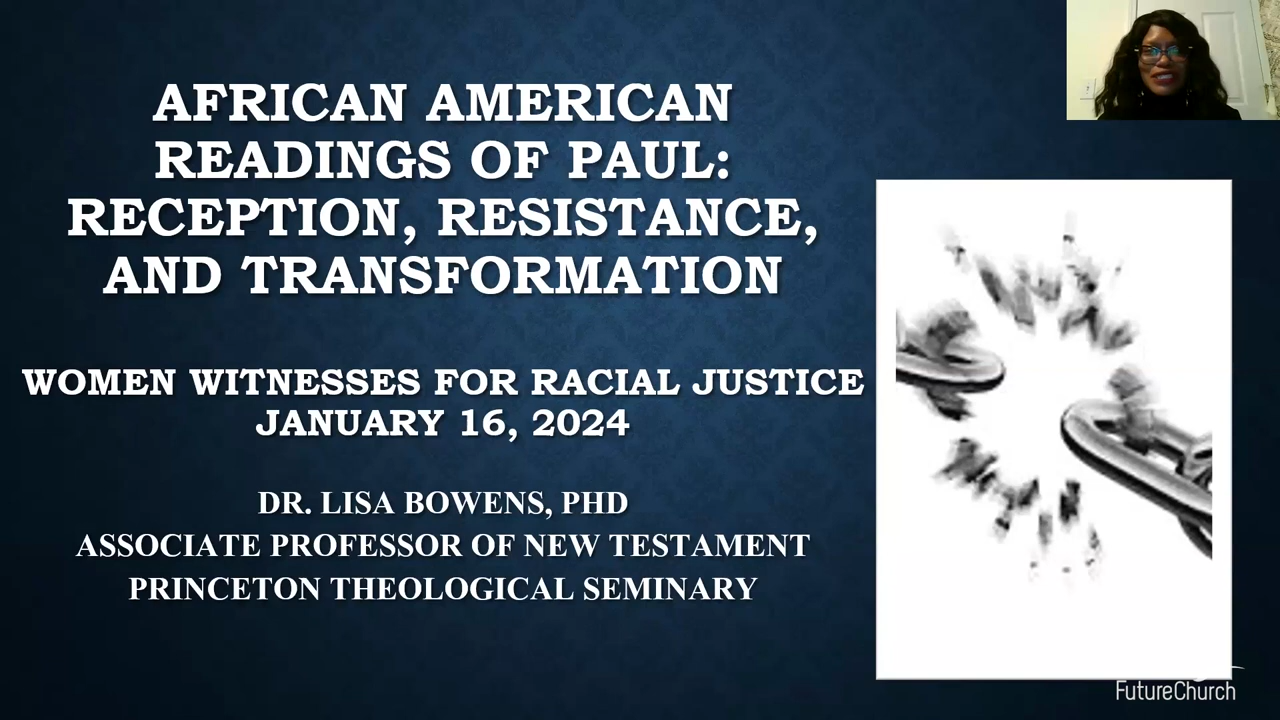 AFRICAN AMERICAN
READINGS OF PAUL:
RECEPTION, RESISTANCE,
AND TRANSFORMATION
WOMEN WITNESSES FOR RACIAL JUSTICE
JANUARY 16, 2024
DR. LISA BOWENS, PHD
ASSOCIATE PROFESSOR OF NEW TESTAMENT
PRINCETON THEOLOGICAL SEMINARY
FutureChurch